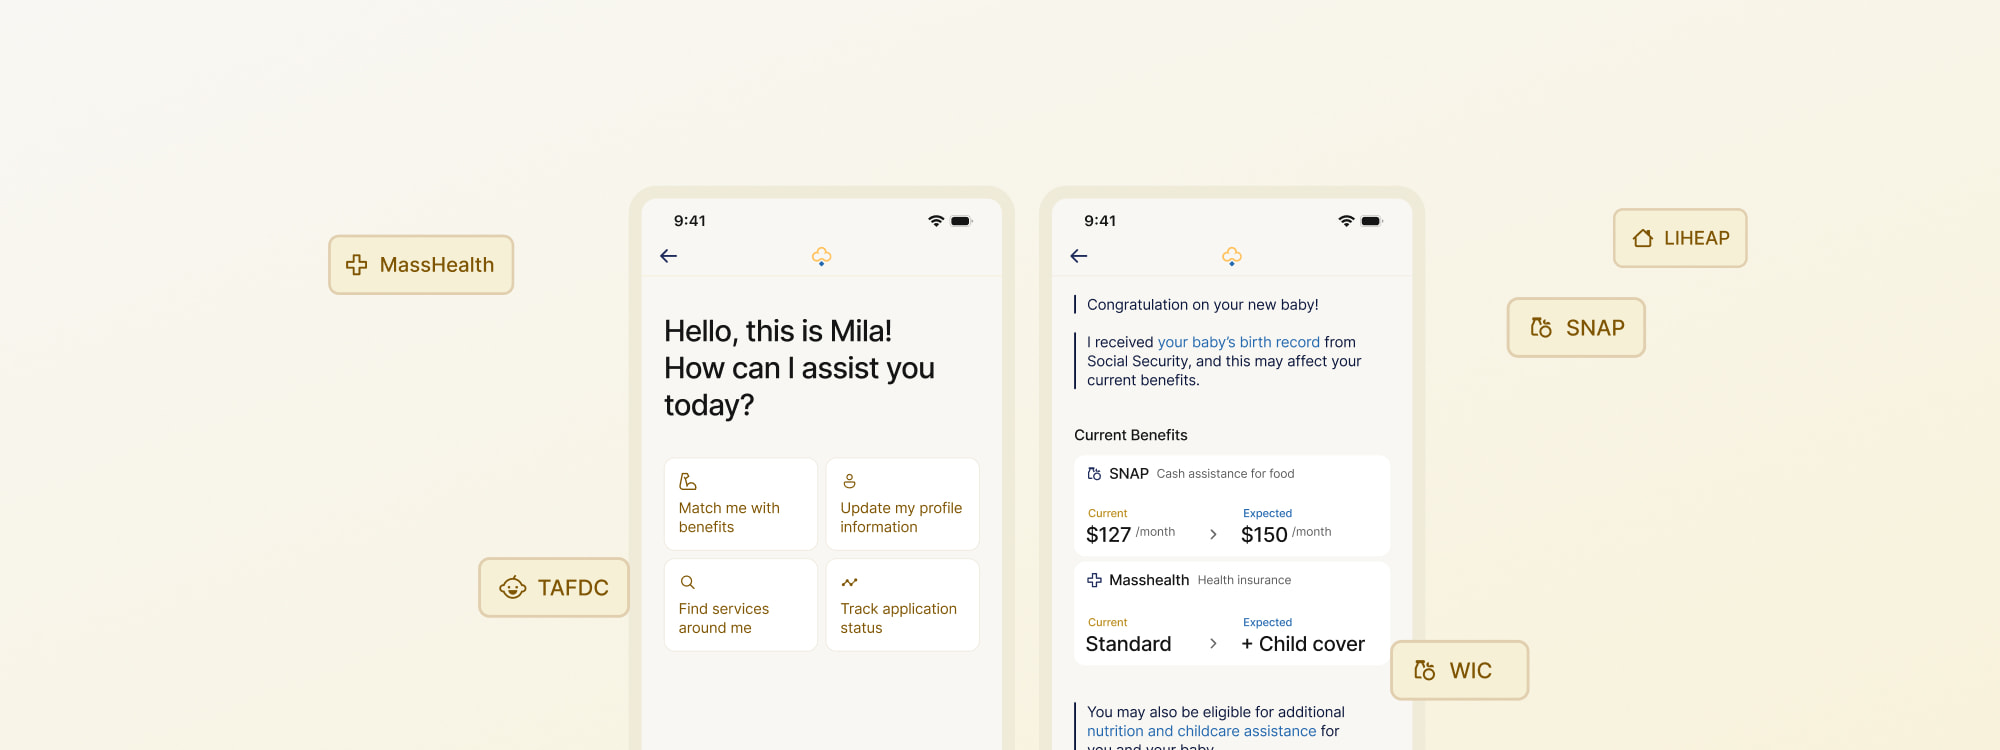 MassHealth
TAFDC
9:41
Hello, this is Mila!
How can I assist you
today?
Match me with
benefits
Update my profile
information
Find services
around me
Track application
status
9:41
Congratulation on your new baby!
I received your baby's birth record from
Social Security, and this may affect your
current benefits.
Current Benefits
SNAP Cash assistance for food
Current Expected
$127 /month $150 /month
Masshealth Health insurance
Current Expected
Standard + Child cover
You may also be eligible for additional
nutrition and childcare assistance for
you and your baby
LIHEAP
SNAP
WIC